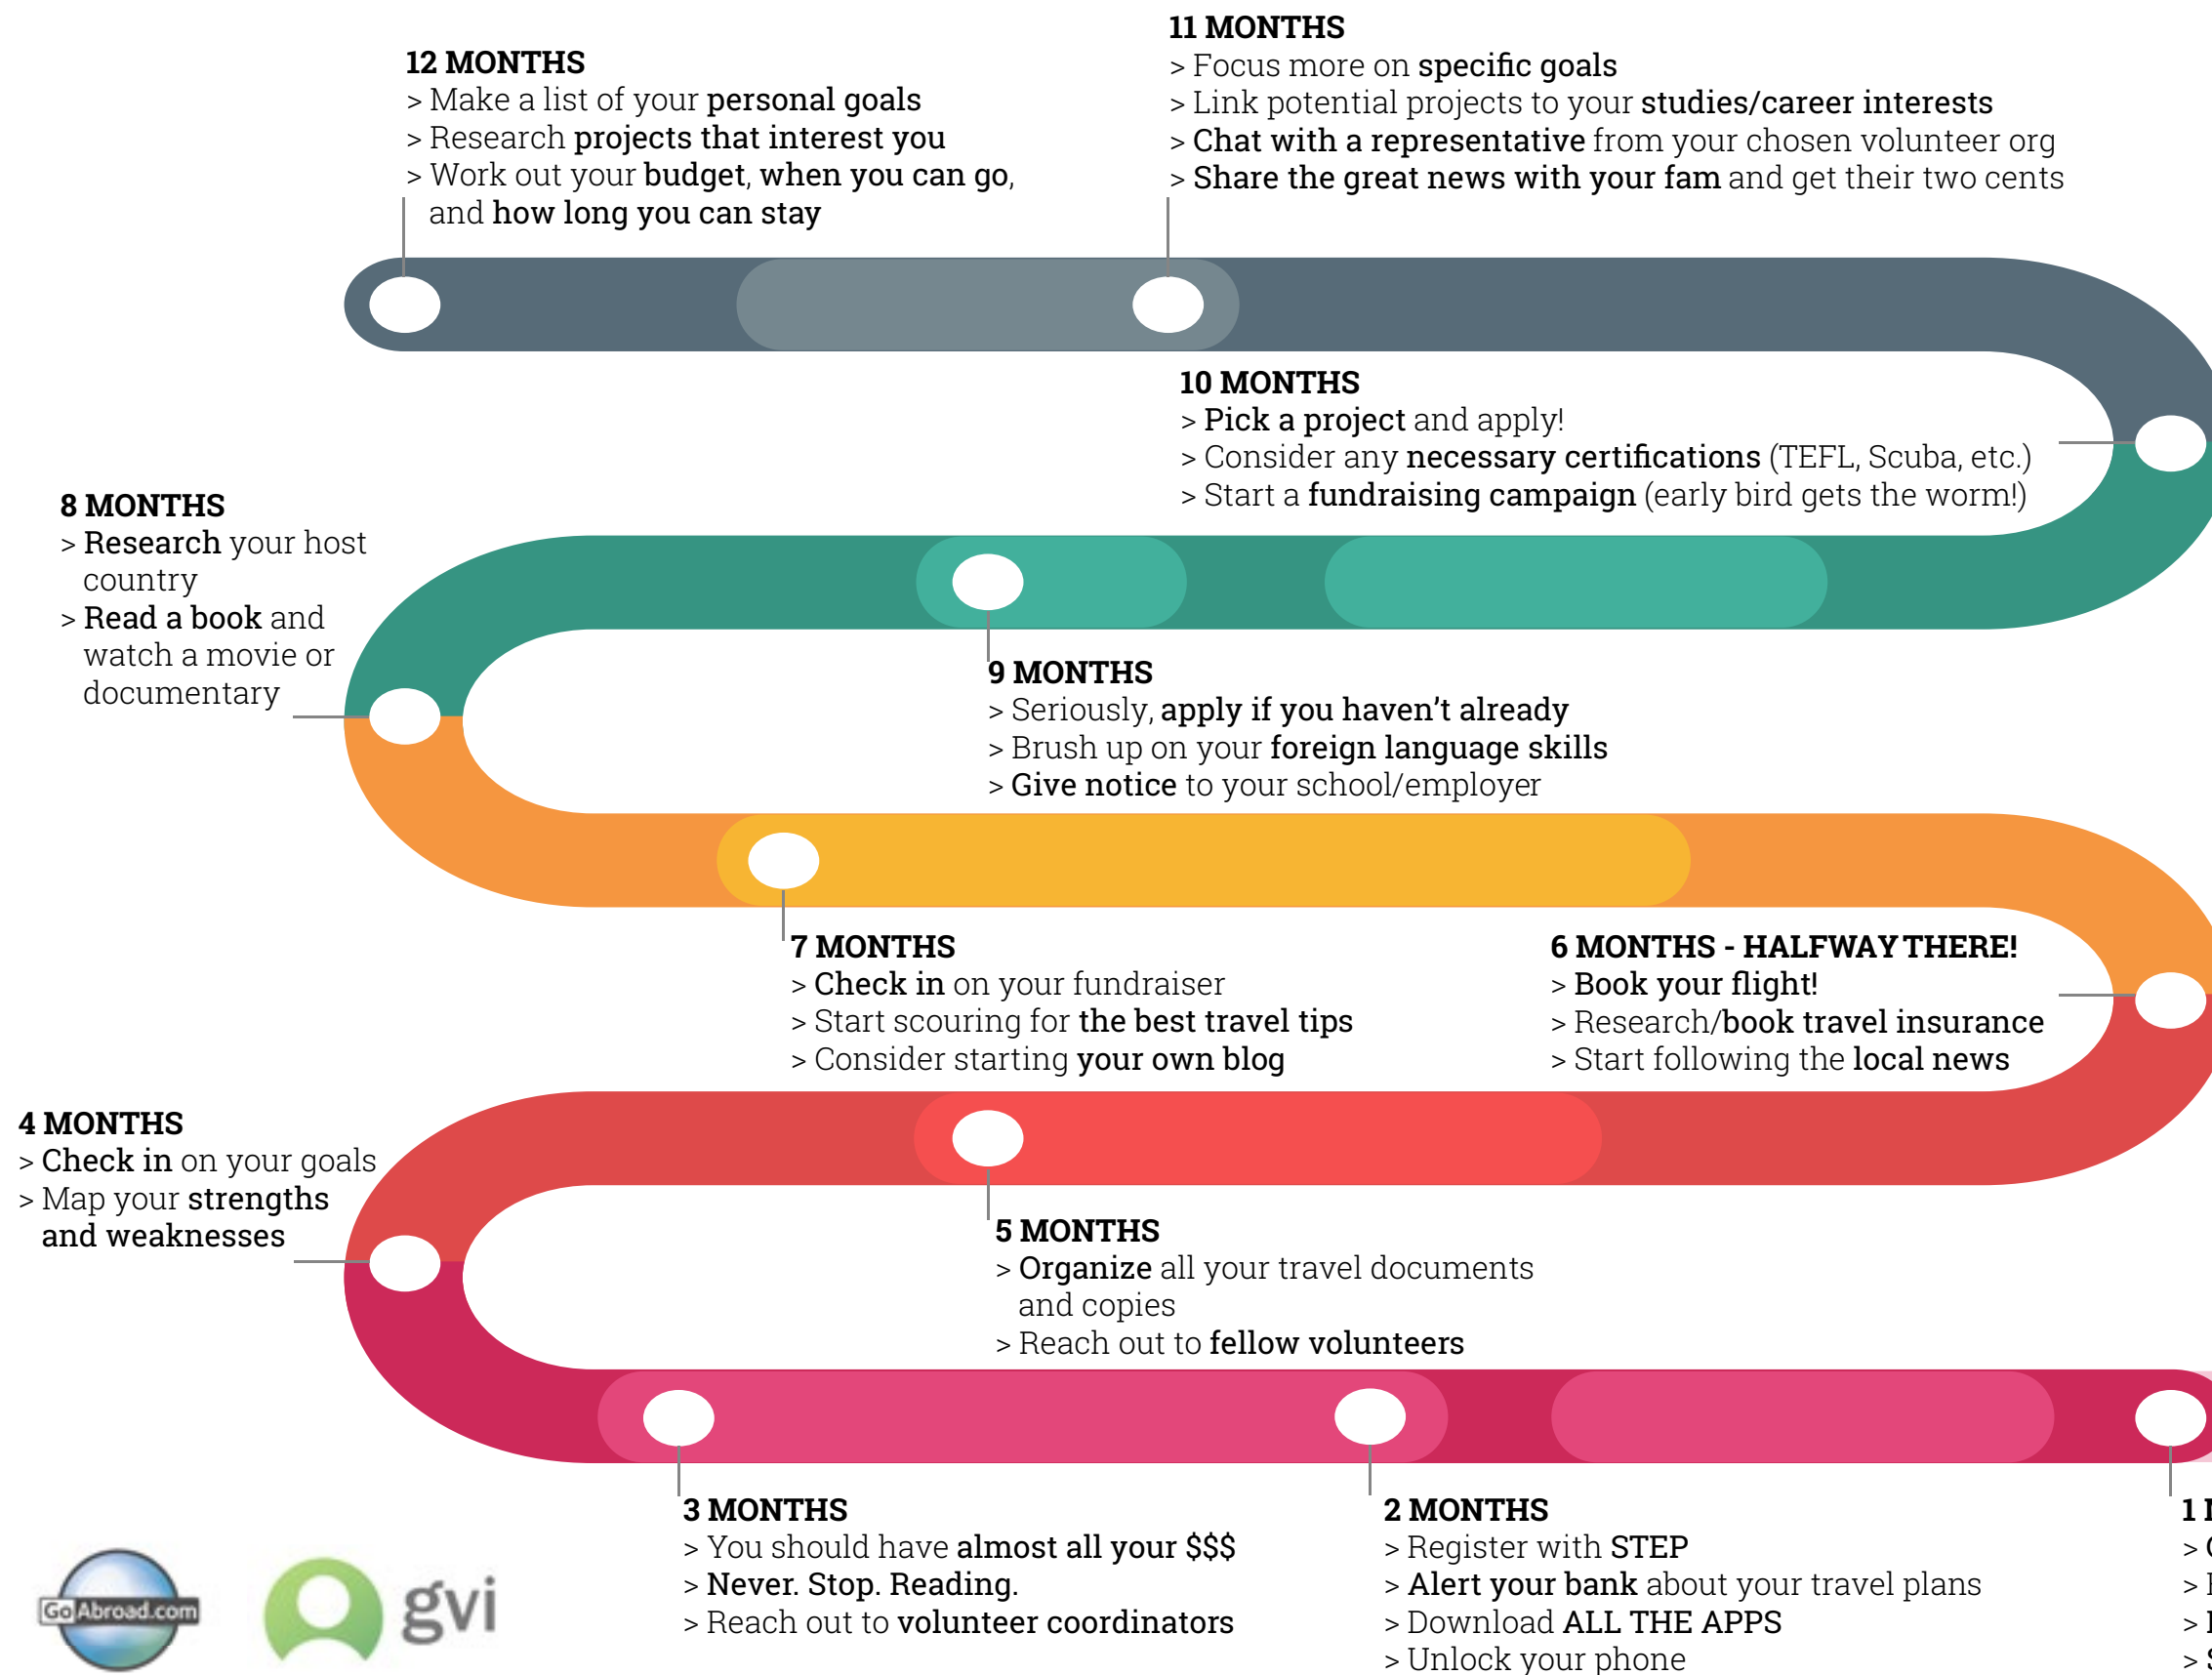 12 MONTHS
> Make a list of your personal goals
> Research projects that interest you
> Work out your budget, when you can go,
and how long you can stay
11 MONTHS
> Focus more on specific goals
> Link potential projects to your studies/career interests
> Chat with a representative from your chosen volunteer org
> Share the great news with your fam and get their two cents
10 MONTHS
> Pick a project and apply!
> Consider any necessary certifications (TEFL, Scuba, etc.)
> Start a fundraising campaign (early bird gets the worm!)
9 MONTHS
> Seriously, apply if you haven’t already
> Brush up on your foreign language skills
> Give notice to your school/employer
8 MONTHS
> Research your host
country
> Read a book and
watch a movie or
documentary
7 MONTHS
> Check in on your fundraiser
> Start scouring for the best travel tips
> Consider starting your own blog
6 MONTHS - HALFWAY THERE!
> Book your flight!
> Research/book travel insurance
> Start following the local news
5 MONTHS
> Organize all your travel documents
and copies
> Reach out to fellow volunteers
4 MONTHS
> Check in on your goals
> Map your strengths
and weaknesses
3 MONTHS
> You should have almost all your $$$
> Never. Stop. Reading.
> Reach out to volunteer coordinators
2 MONTHS
> Register with STEP
> Alert your bank about your travel plans
> Download ALL THE APPS
> Unlock your phone
1
>
>
>
>
GoAbroad.com
gvi